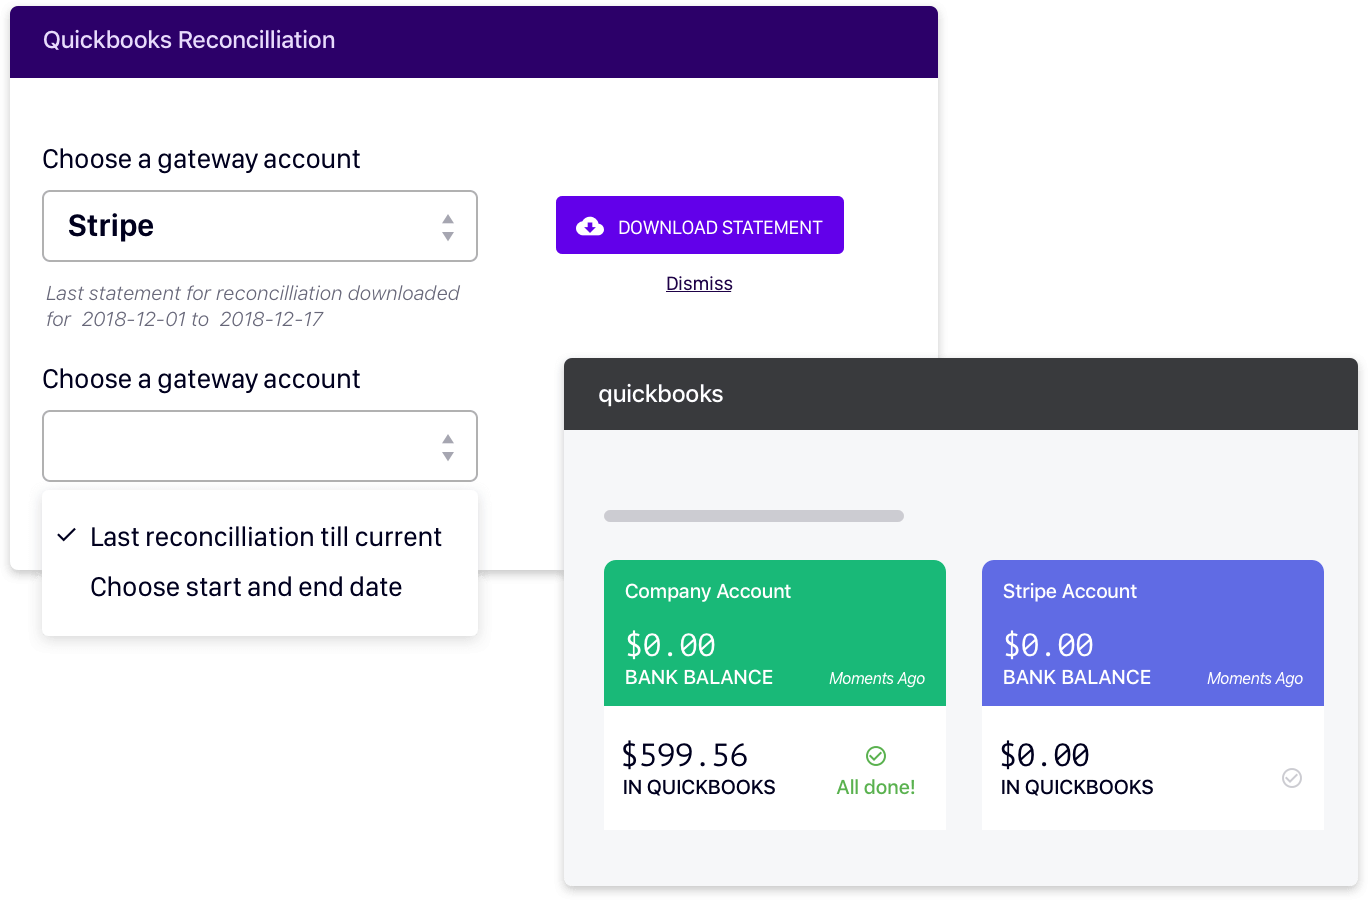 Quickbooks Reconcilliation
Choose a gateway account
Stripe
DOWNLOAD STATEMENT
Dismiss
Last statement for reconcilliation downloaded
for 2018-12-01 to 2018-12-17
Choose a gateway account
Last reconcilliation till current
Choose start and end date
quickbooks
Company Account
$0.00
BANK BALANCE
Moments Ago
$599.56
IN QUICKBOOKS
All done!
Stripe Account
$0.00
BANK BALANCE
Moments Ago
$0.00
IN QUICKBOOKS